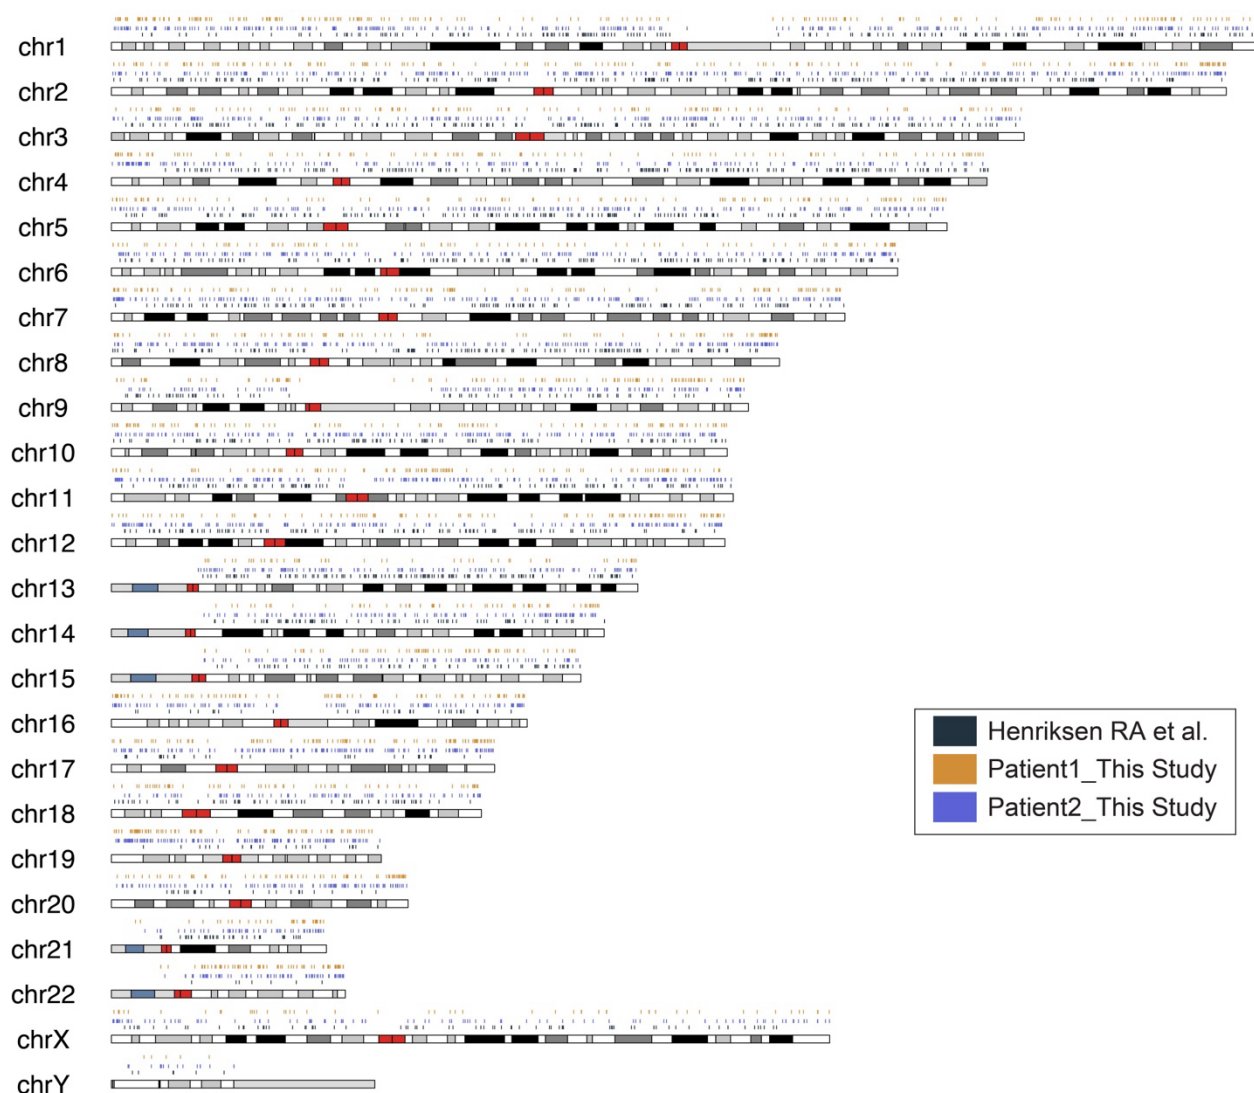 chr1
chr2
chr3
chr4
chr5
chr6
chr7
chr8
chr9
chr10
chr11
chr12
chr13
chr14
chr15
chr16
chr17
chr18
chr19
chr20
chr21
chr22
chrX
chrY
Henriksen RA et al.
Patient1_This Study
Patient2_This Study